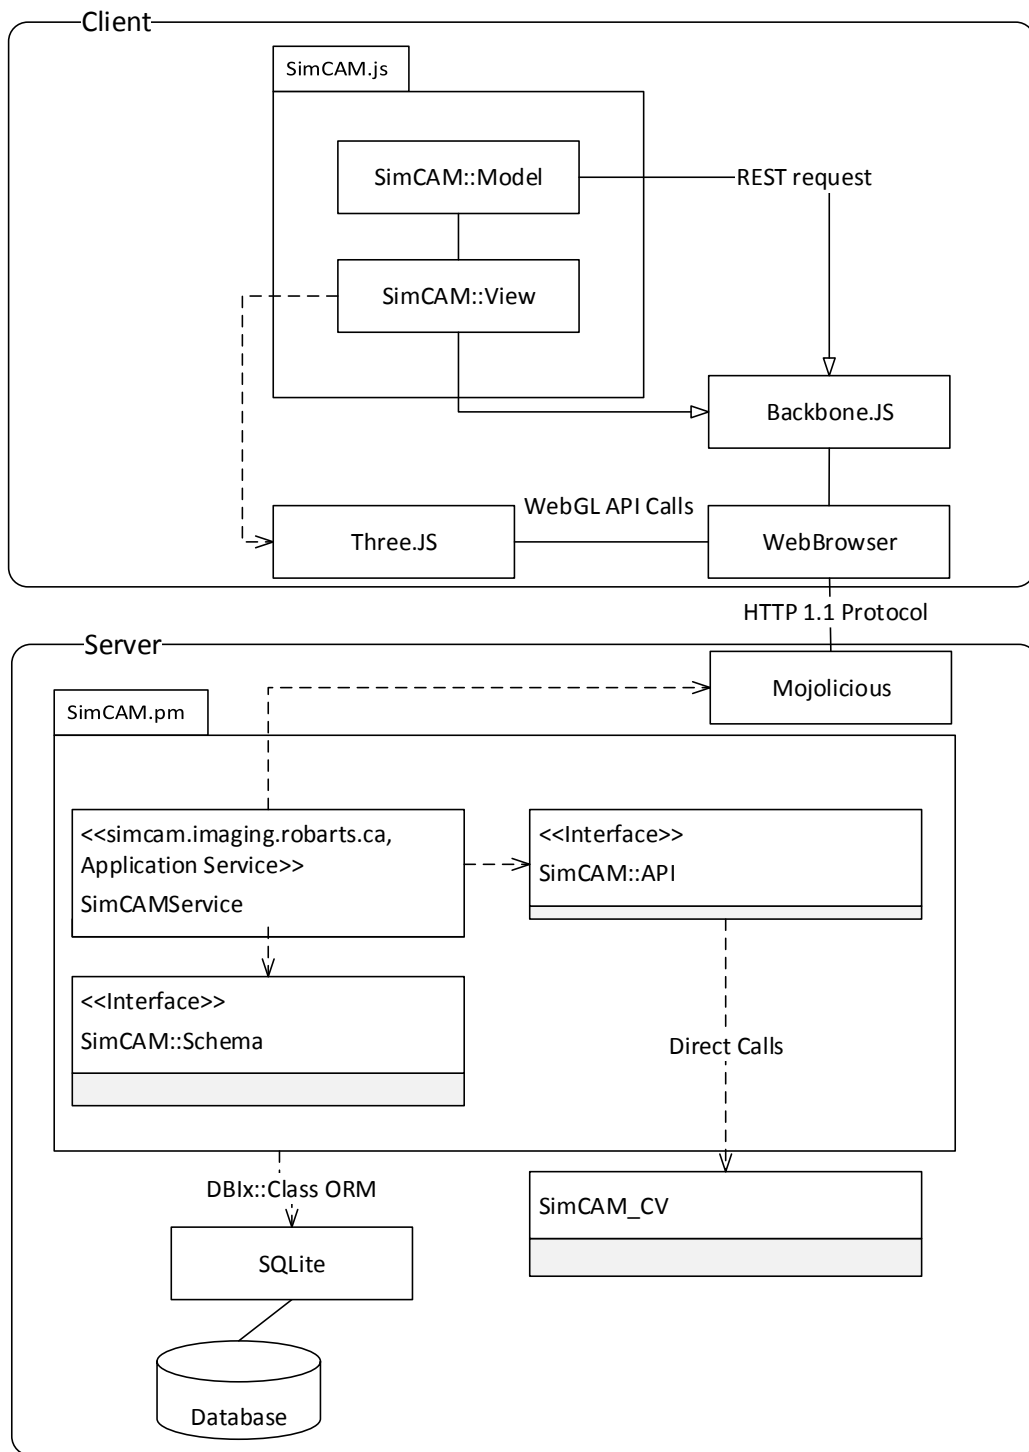 Client
SimCAM.js
SimCAM::Model
REST request
SimCAM::View
Backbone.JS
WebGL API Calls
Three.JS
WebBrowser
HTTP 1.1 Protocol
Server
Mojolicious
SimCAM.pm
<<simcam.imaging.robarts.ca,
Application Service>>
SimCAMService
<<Interface>>
SimCAM::API
<<Interface>>
SimCAM::Schema
Direct Calls
DBIx::Class ORM
SimCAM_CV
SQLite
Database